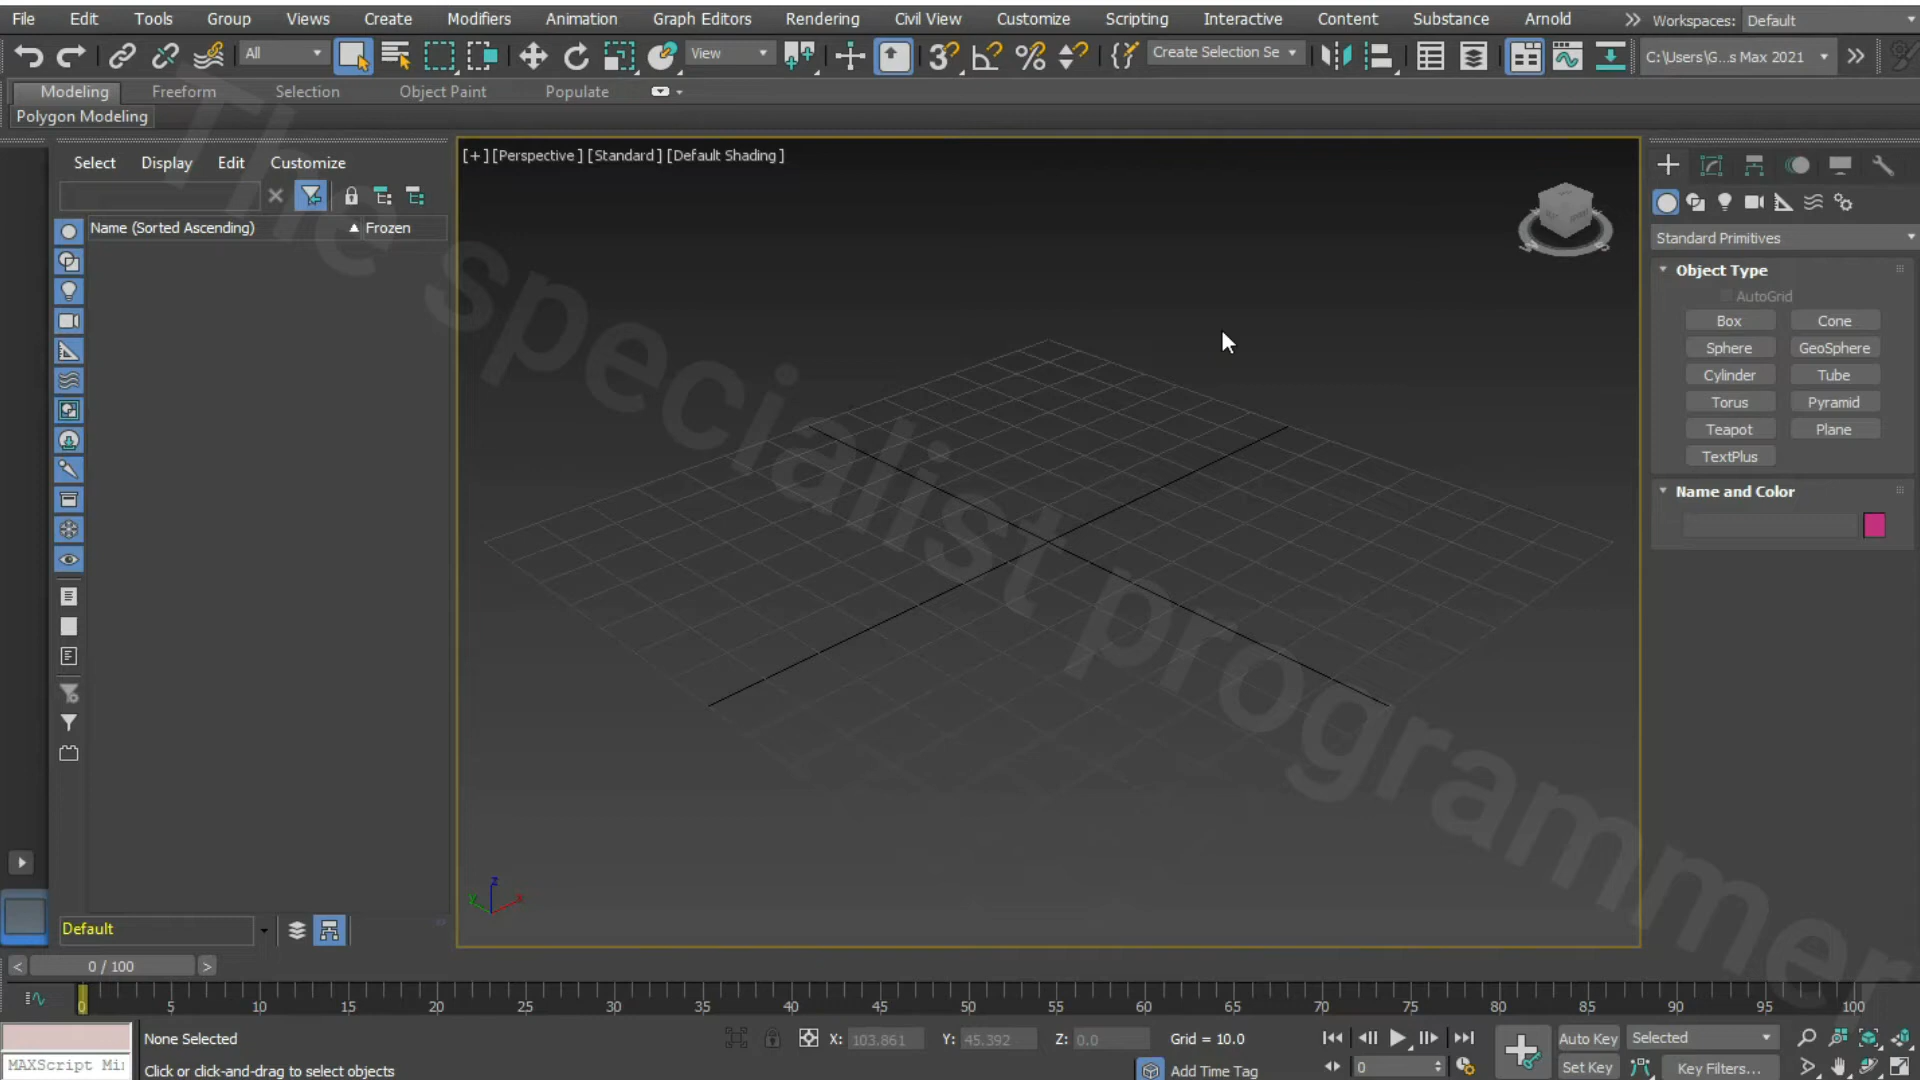 File Edit Tools Group Views Create Modifiers Animation Graph Editors Rendering Civil View Customize Scripting Interactive Content Substance Arnold Workspaces: Default
All View Create Selection Se C:\Users\G...s Max 2021
Modeling Freeform Selection Object Paint Populate
Polygon Modeling
Select Display Edit Customize
Name (Sorted Ascending) Frozen
[+] [Perspective] [Standard] [Default Shading]
Standard Primitives
Object Type
AutoGrid
Box Cone
Sphere GeoSphere
Cylinder Tube
Torus Pyramid
Teapot Plane
TextPlus
Name and Color
The specialist programmer
z
y x
Default
< 0 / 100 >
0 5 10 15 20 25 30 35 40 45 50 55 60 65 70 75 80 85 90 95 100
None Selected X: 103.861 Y: 45.392 Z: 0.0 Grid = 10.0 Auto Key Selected
MAXScript Mi
Click or click-and-drag to select objects Add Time Tag 0 Set Key Key Filters...